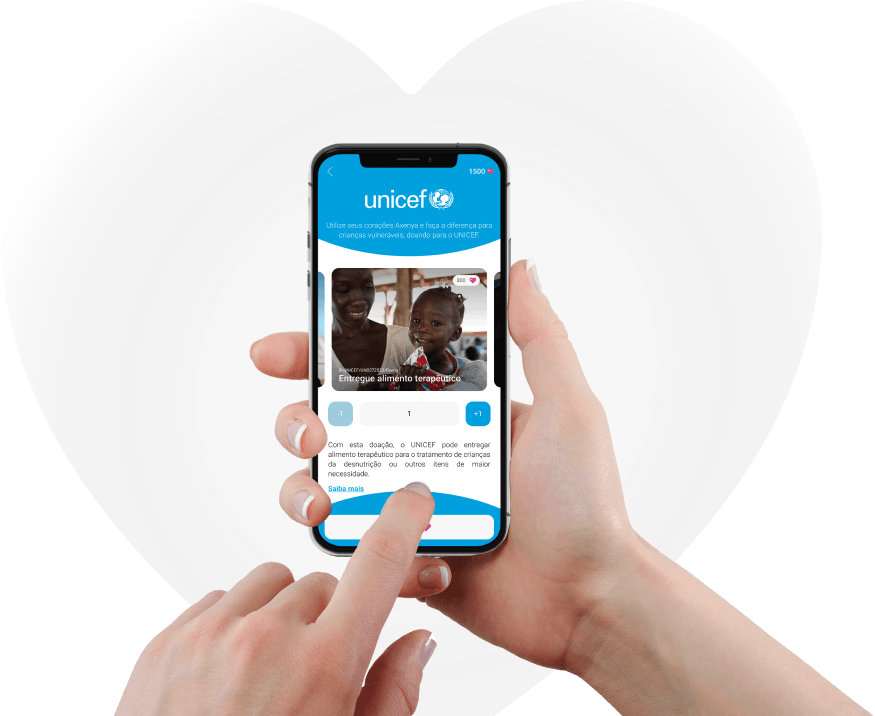 1500
unicef
Utilize seus corações Axenya e faça a diferença para
crianças vulneráveis, doando para o UNICEF.
300
Entregue alimento terapêutico
-1
1
+1
Com esta doação, o UNICEF pode entregar
alimento terapêutico para o tratamento de crianças
da desnutrição ou outros itens de maior
necessidade.
Saiba mais